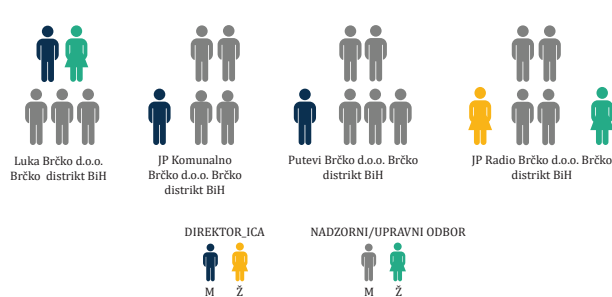 Luka Brčko d.o.o.
Brčko distrikt BiH
JP Komunalno
Brčko d.o.o. Brčko
distrikt BiH
Putevi Brčko d.o.o. Brčko
distrikt BiH
JP Radio Brčko d.o.o. Brčko
distrikt BiH
DIREKTOR_ICA
M Ž
NADZORNI/UPRAVNI ODBOR
M Ž